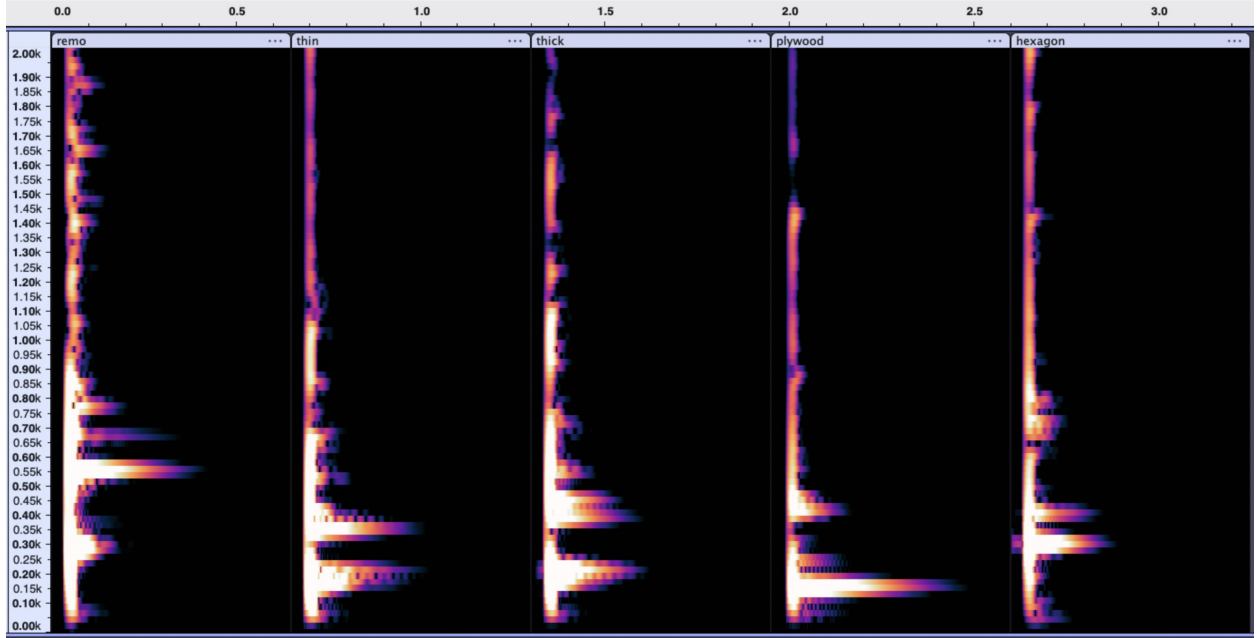 0.0 0.5 1.0 1.5 2.0 2.5 3.0
remo ··· thin ··· thick ··· plywood ··· hexagon ···
2.00k
1.90k
1.85k
1.80k
1.75k
1.70k
1.65k
1.60k
1.55k
1.50k
1.45k
1.40k
1.35k
1.30k
1.25k
1.20k
1.15k
1.10k
1.05k
1.00k
0.95k
0.90k
0.85k
0.80k
0.75k
0.70k
0.65k
0.60k
0.55k
0.50k
0.45k
0.40k
0.35k
0.30k
0.25k
0.20k
0.15k
0.10k
0.00k